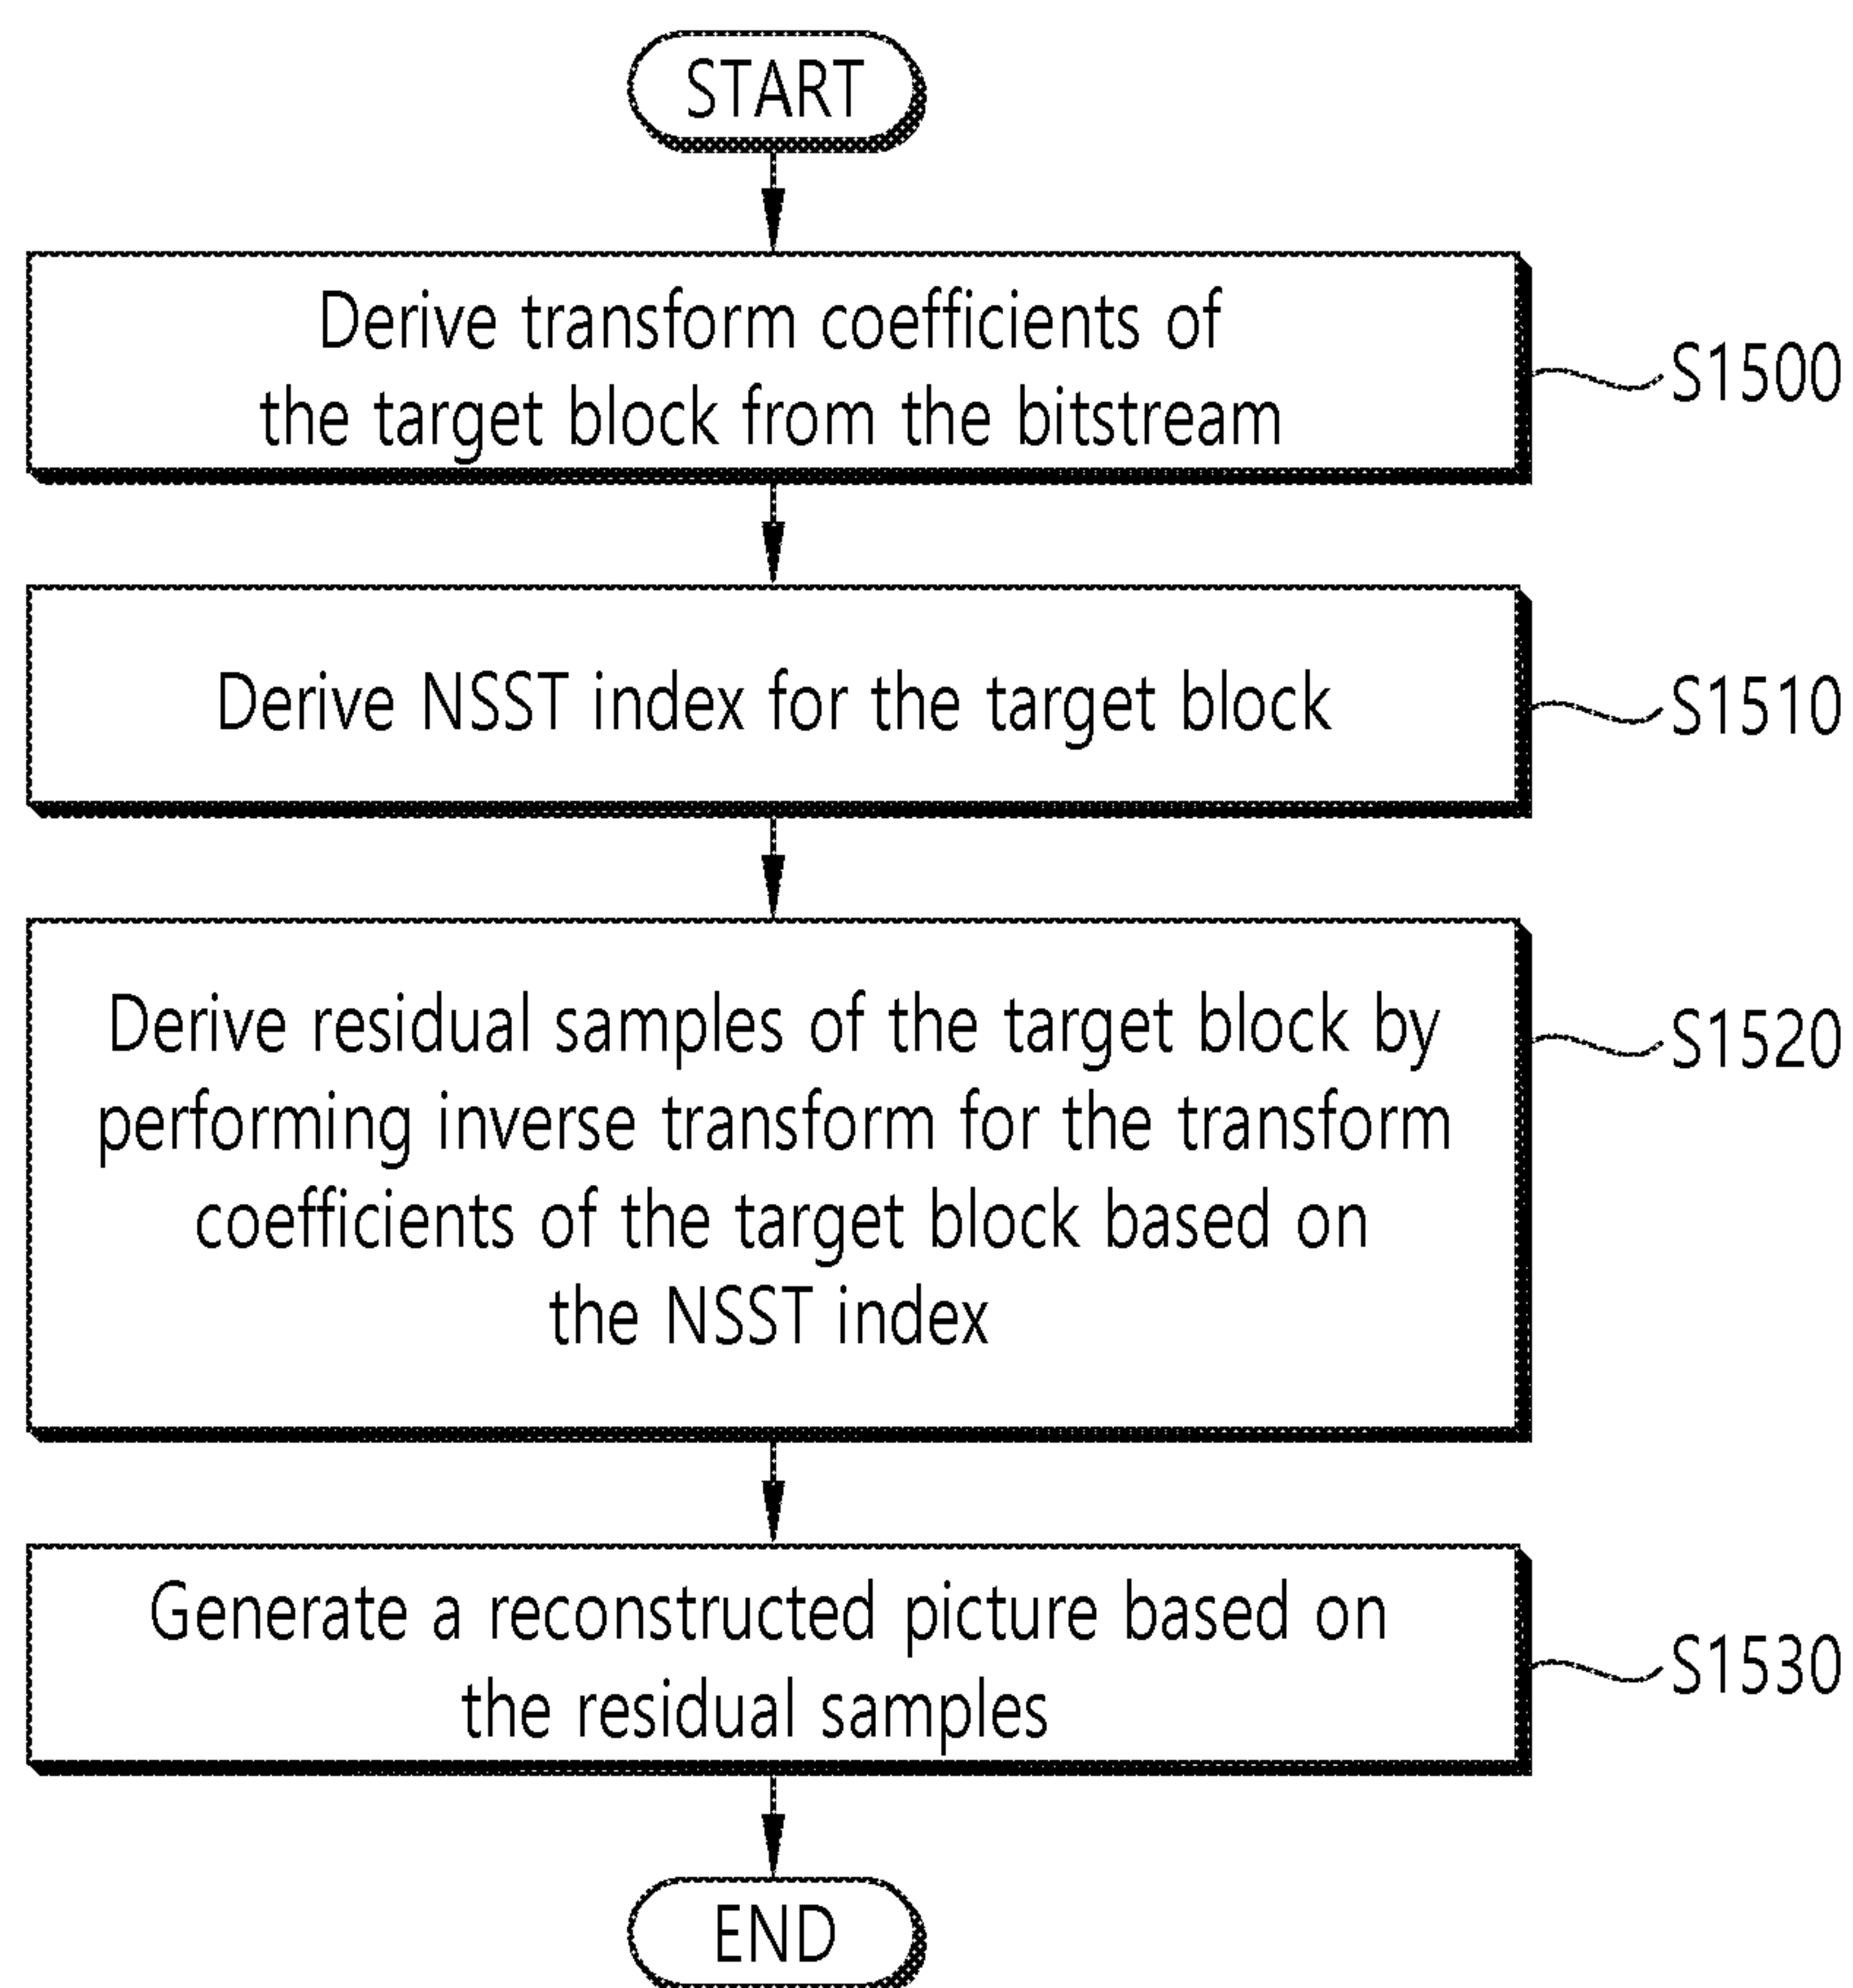 START
Derive transform coefficients of
the target block from the bitstream
S1500
Derive NSST index for the target block
S1510
Derive residual samples of the target block by
performing inverse transform for the transform
coefficients of the target block based on
the NSST index
S1520
Generate a reconstructed picture based on
the residual samples
S1530
END